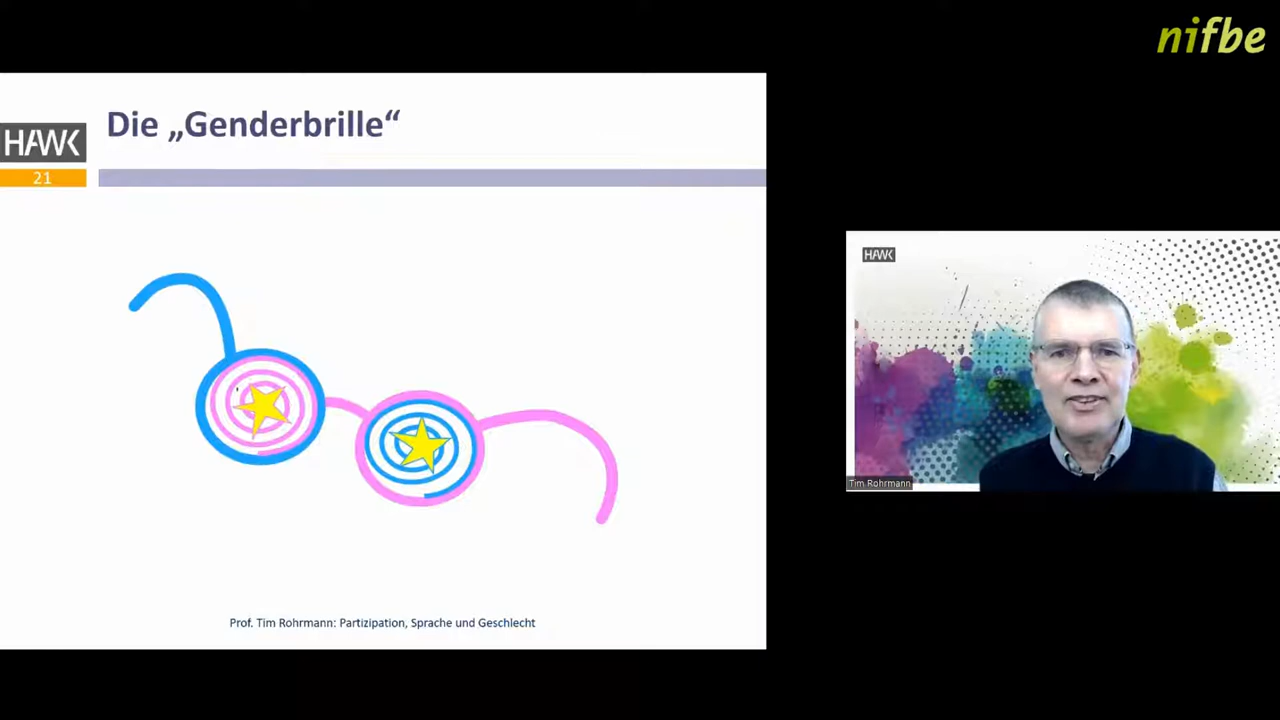 nifbe
Die „Genderbrille“
HAWK
21
HAWK
Tim Rohrmann
Prof. Tim Rohrmann: Partizipation, Sprache und Geschlecht